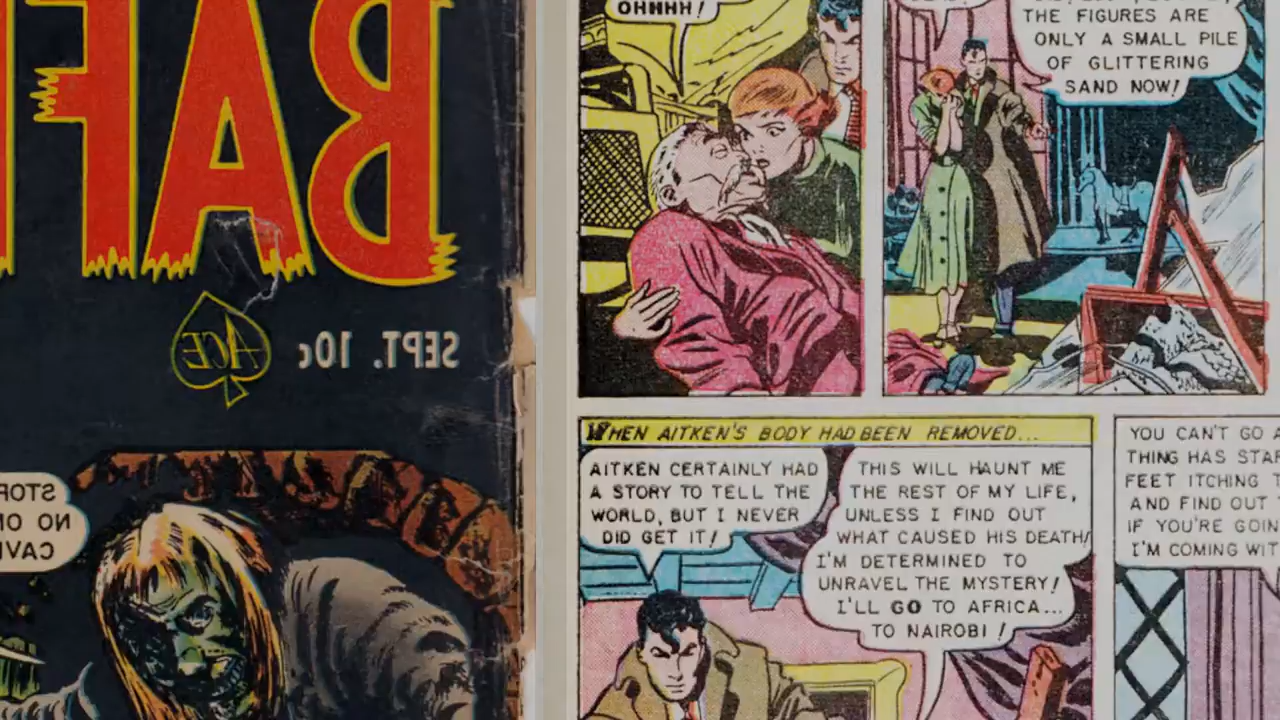 BAF
ACE
SEPT. 10¢
STOR
NO ON
CAVE
OHHHH!
THE FIGURES ARE
ONLY A SMALL PILE
OF GLITTERING
SAND NOW!
WHEN AITKEN'S BODY HAD BEEN REMOVED...
AITKEN CERTAINLY HAD
A STORY TO TELL THE
WORLD, BUT I NEVER
DID GET IT!
THIS WILL HAUNT ME
THE REST OF MY LIFE,
UNLESS I FIND OUT
WHAT CAUSED HIS DEATH!
I'M DETERMINED TO
UNRAVEL THE MYSTERY!
I'LL GO TO AFRICA...
TO NAIROBI!
YOU CAN'T GO A
THING HAS STAR
FEET ITCHING T
AND FIND OUT
IF YOU'RE GOIN
I'M COMING WIT